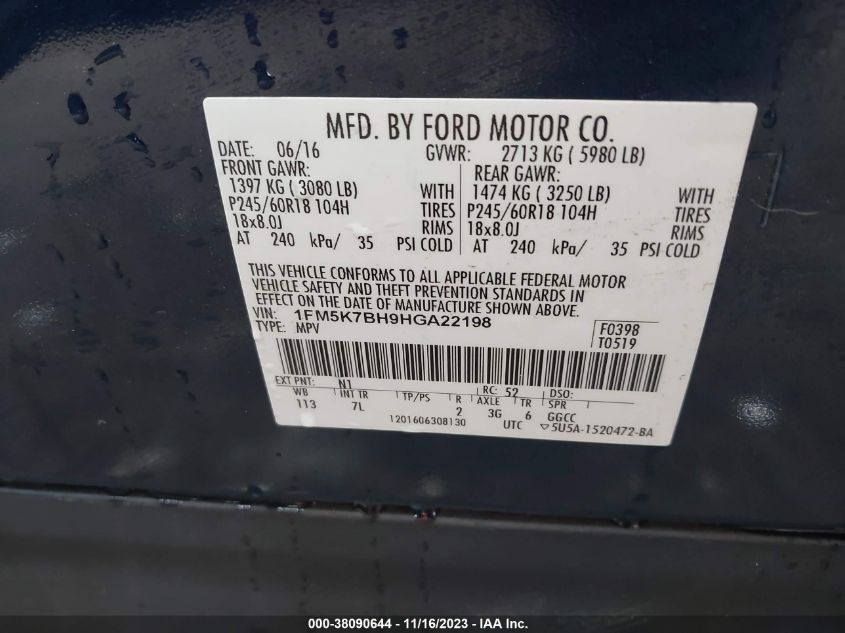 MFD. BY FORD MOTOR CO.
DATE: 06/16 GVWR: 2713 KG ( 5980 LB)
FRONT GAWR: REAR GAWR:
1397 KG ( 3080 LB) WITH 1474 KG ( 3250 LB) WITH
P245/60R18 104H TIRES P245/60R18 104H TIRES
18x8.0J RIMS 18x8.0J RIMS
AT 240 kPa/ 35 PSI COLD AT 240 kPa/ 35 PSI COLD
THIS VEHICLE CONFORMS TO ALL APPLICABLE FEDERAL MOTOR
VEHICLE SAFETY AND THEFT PREVENTION STANDARDS IN
EFFECT ON THE DATE OF MANUFACTURE SHOWN ABOVE.
VIN: 1FM5K7BH9HGA22198
TYPE: MPV
F0398
T0519
EXT PNT: N1 RC: 52 DSO:
WB INT TR TP/PS R AXLE TR SPR
113 7L 2 3G 6 GGCC
1201606308130 UTC ▽5U5A-1520472-BA
000-38090644 - 11/16/2023 - IAAI.com